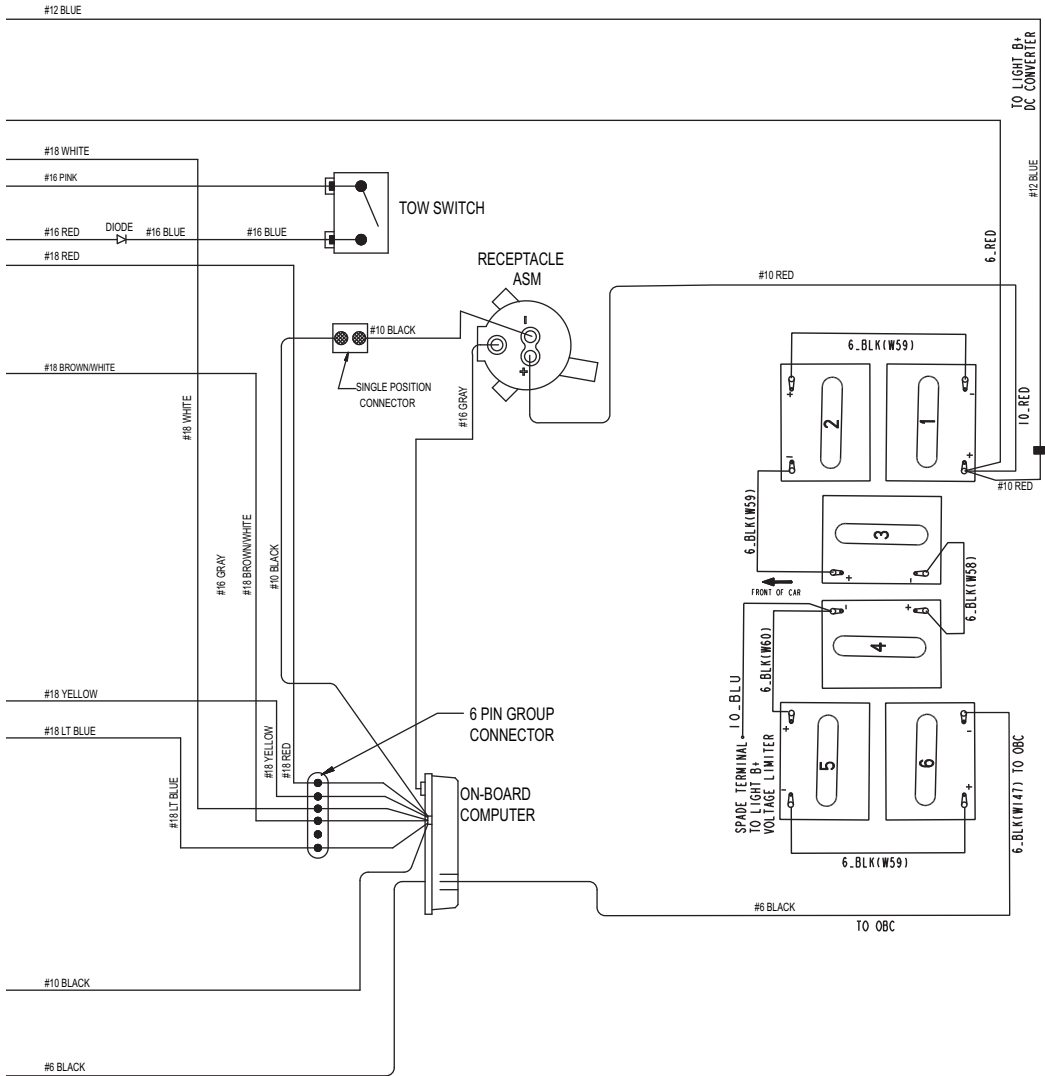 #12 BLUE
TO LIGHT B+
DC CONVERTER
#12 BLUE
#18 WHITE
#16 PINK
TOW SWITCH
#16 RED
DIODE
#16 BLUE
#16 BLUE
#18 RED
6_RED
RECEPTACLE
ASM
#10 RED
-
+
#10 BLACK
SINGLE POSITION
CONNECTOR
#16 GRAY
#18 BROWN/WHITE
#18 WHITE
#16 GRAY
#18 BROWN/WHITE
#10 BLACK
6_BLK(W59)
10_RED
+
-
2
1
-
+
#10 RED
6_BLK(W59)
3
+
-
6_BLK(W58)
FRONT OF CAR
-
+
4
6_BLK(W60)
10_BLU
SPADE TERMINAL
TO LIGHT B+
VOLTAGE LIMITER
+
-
5
6
-
+
6_BLK(W59)
6_BLK(W147) TO OBC
#18 YELLOW
#18 LT BLUE
#18 YELLOW
#18 RED
#18 LT BLUE
6 PIN GROUP
CONNECTOR
ON-BOARD
COMPUTER
#6 BLACK
TO OBC
#10 BLACK
#6 BLACK